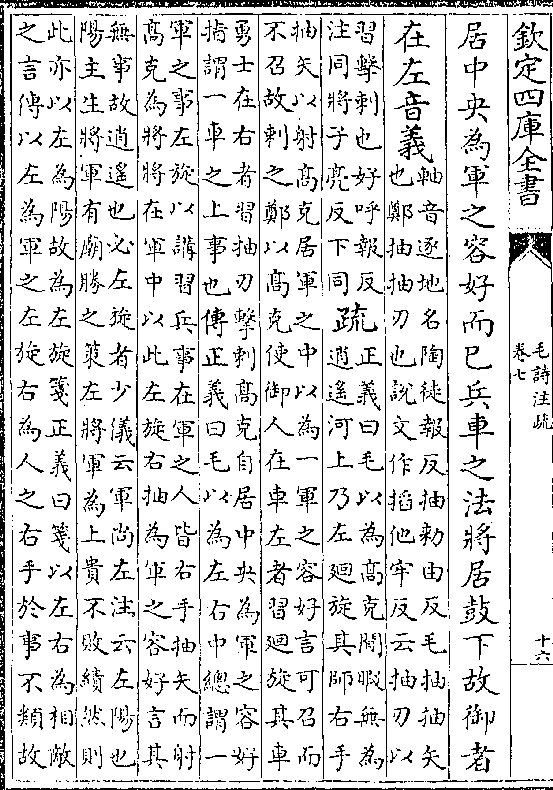 欽定四庫全書
毛詩注疏
卷七
十六
居中央為軍之容好而已兵車之法將居鼓下故御者
在左音義
軸音逐地名陶徒報反抽勅由反毛抽抽矢
也鄭抽抽刃也說文作搯他牢反云抽刃以
習擊刺也好呼報反
注同將子亮反下同
疏
正義曰毛以為高克閒暇無為
逍遙河上乃左廻旋其師右手
抽矢以射高克居軍之中以為一軍之容好言可召而
不召故刺之鄭以高克使御人在車左者習廻旋其車
勇士在右者習抽刃擊刺高克自居中央為軍之容好
指謂一車之上事也傳正義曰毛以為左右中總謂一
軍之事左旋以講習兵事在軍之人皆右手抽矢而射
高克為將將在軍中以此左旋右抽為軍之容好言其
無事故逍遙也必左旋者少儀云軍尚左注云左陽也
陽主生將軍有廟勝之策左將軍為上貴不敗績然則
此亦以左為陽故為左旋箋正義曰箋以左右為相敵
之言傳以左為軍之左旋右為人之右手於事不類故